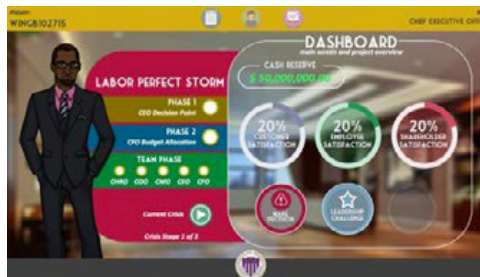 Player:
WINGB102715
CHIEF EXECUTIVE OFF
LABOR PERFECT STORM
PHASE 1
CEO Decision Point
PHASE 2
CFO Budget Allocation
TEAM PHASE
CHRO COO CMO CEO CFO
Current Crisis
Crisis Stage 1 of 3
DASHBOARD
main screen and project overview
CASH RESERVE
$ 50,000,000.00
20%
CUSTOMER
SATISFACTION
20%
EMPLOYEE
SATISFACTION
20%
SHAREHOLDER
SATISFACTION
MAKE
DECISION
LEADERSHIP
CHALLENGE